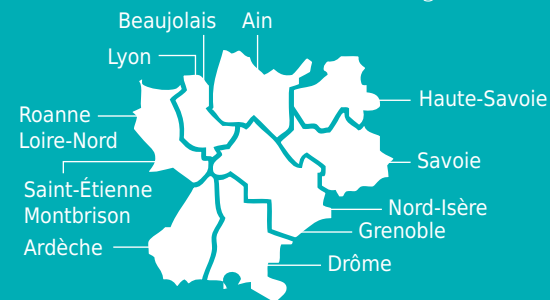 Beaujolais
Ain
Lyon
Haute-Savoie
Roanne
Loire-Nord
Savoie
Saint-Étienne
Montbrison
Nord-Isère
Grenoble
Ardèche
Drôme